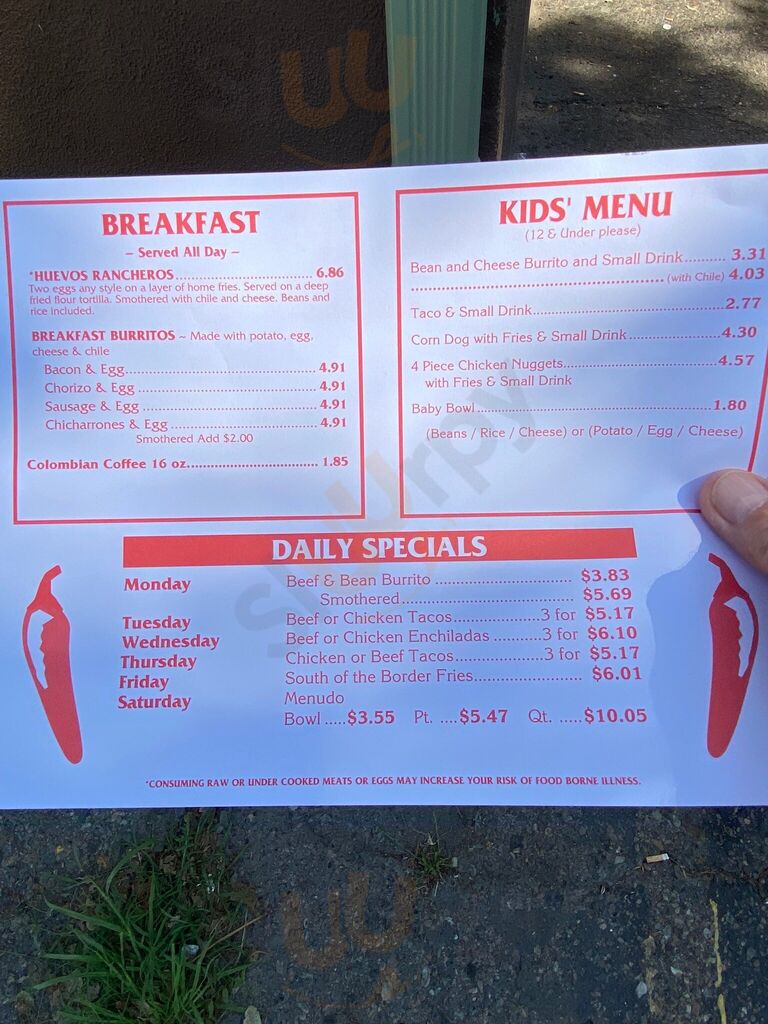 BREAKFAST
~ Served All Day ~
*HUEVOS RANCHEROS................................... 6.86
Two eggs any style on a layer of home fries. Served on a deep
fried flour tortilla. Smothered with chile and cheese. Beans and
rice included.
BREAKFAST BURRITOS ~ Made with potato, egg,
cheese & chile
Bacon & Egg................................................4.91
Chorizo & Egg .............................................4.91
Sausage & Egg ............................................ 4.91
Chicharrones & Egg .....................................4.91
Smothered Add $2.00
Colombian Coffee 16 oz................................. 1.85
KIDS' MENU
(12 & Under please)
Bean and Cheese Burrito and Small Drink.......... 3.31
.............................................................. (with Chile) 4.03
Taco & Small Drink...............................................2.77
Corn Dog with Fries & Small Drink......................4.30
4 Piece Chicken Nuggets......................................4.57
with Fries & Small Drink
Baby Bowl ..........................................................1.80
(Beans / Rice / Cheese) or (Potato / Egg / Cheese)
DAILY SPECIALS
Monday Beef & Bean Burrito ............................... $3.83
Smothered....................................... $5.69
Tuesday Beef or Chicken Tacos....................3 for $5.17
Wednesday Beef or Chicken Enchiladas ...........3 for $6.10
Thursday Chicken or Beef Tacos....................3 for $5.17
Friday South of the Border Fries........................ $6.01
Saturday Menudo
Bowl .....$3.55 Pt. ....$5.47 Qt. .....$10.05
*CONSUMING RAW OR UNDER COOKED MEATS OR EGGS MAY INCREASE YOUR RISK OF FOOD BORNE ILLNESS.
slurpy